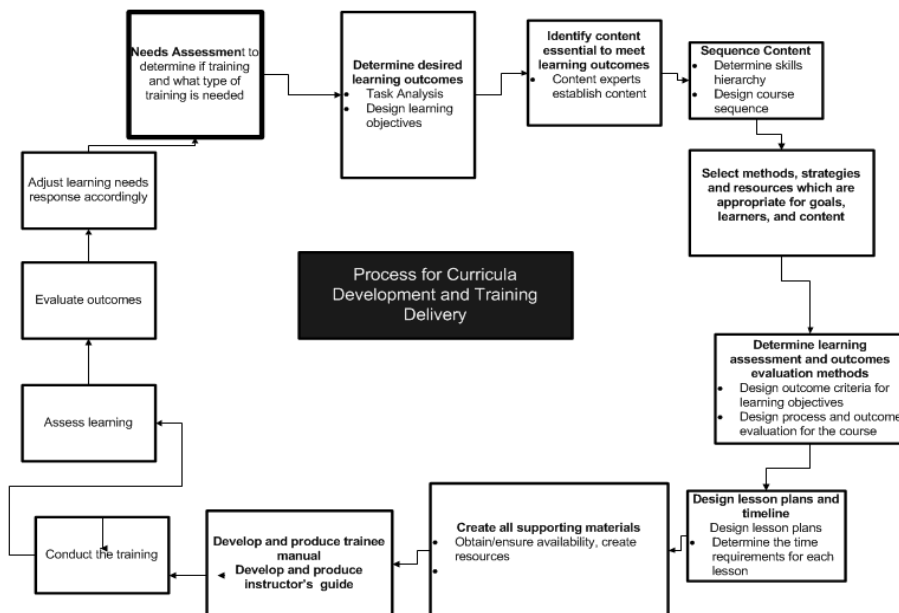 Needs Assessment to
determine if training
and what type of
training is needed
Determine desired
learning outcomes
• Task Analysis
• Design learning
objectives
Identify content
essential to meet
learning outcomes
• Content experts
establish content
Sequence Content
• Determine skills
hierarchy
• Design course
sequence
Select methods, strategies
and resources which are
appropriate for goals,
learners, and content
Determine learning
assessment and outcomes
evaluation methods
• Design outcome criteria for
learning objectives
• Design process and outcome
evaluation for the course
Design lesson plans and
timeline
Design lesson plans
• Determine the time
requirements for each
lesson
Create all supporting materials
• Obtain/ensure availability, create
resources
•
Develop and produce trainee
manual
Develop and produce
instructor's guide
Conduct the training
Assess learning
Evaluate outcomes
Adjust learning needs
response accordingly
Process for Curricula
Development and Training
Delivery